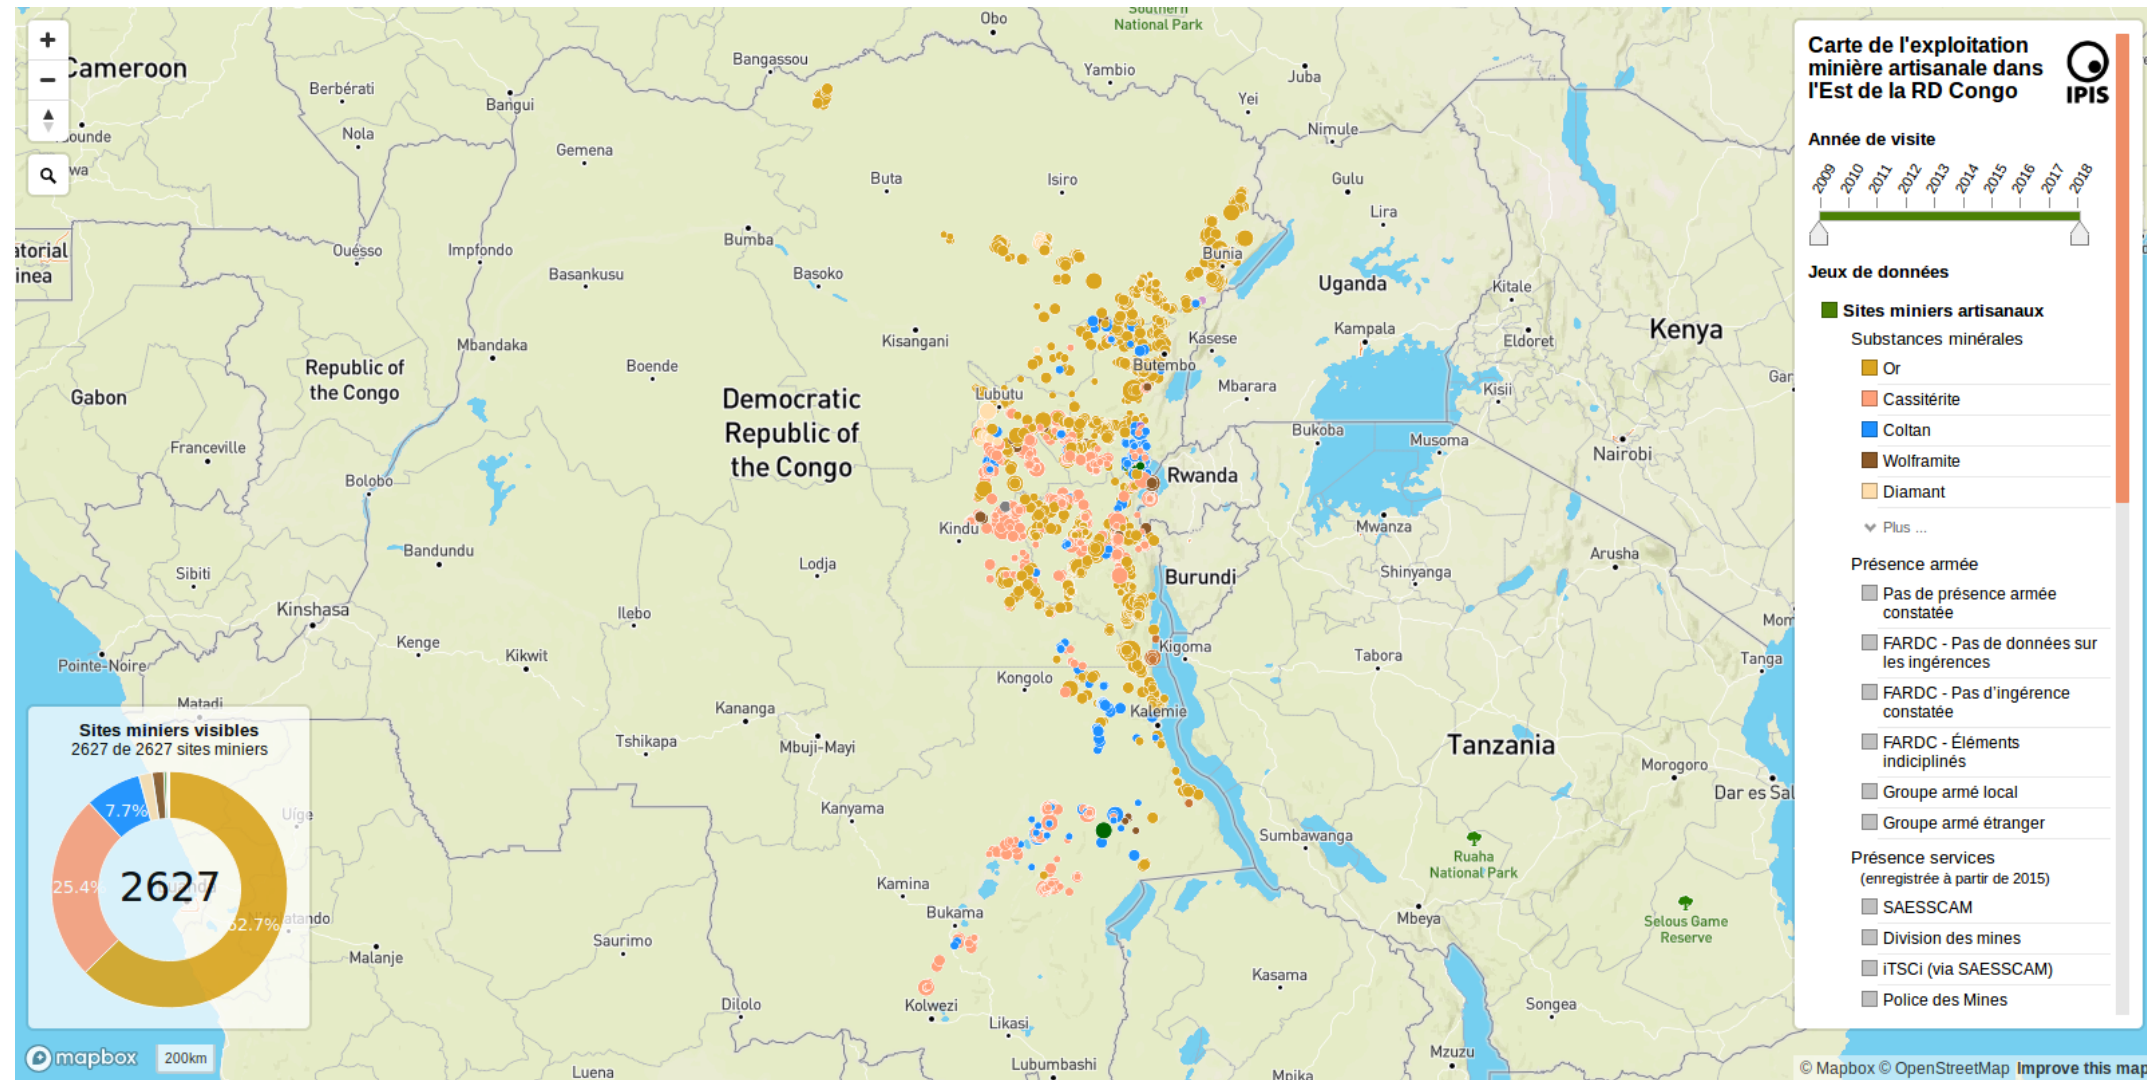 Obo
Southern
National Park
Bangassou
Yambio
Juba
Cameroon
Berbérati
Bangui
Yei
Nola
Nimule
Gemena
Buta
Isiro
Gulu
Lira
Bumba
Ouésso
Impfondo
Bunia
Basankusu
Basoko
Uganda
Kitale
Kisangani
Kasese
Kampala
Eldoret
Kenya
Mbandaka
Republic of
the Congo
Boende
Butembo
Mbarara
Kisii
Gabon
Democratic
Republic of
the Congo
Lubutu
Bukoba
Musoma
Nairobi
Franceville
Bolobo
Rwanda
Kindu
Mwanza
Bandundu
Lodja
Arusha
Sibiti
Burundi
Shinyanga
Kinshasa
Ilebo
Kenge
Kikwit
Kigoma
Tabora
Tanga
Pointe-Noire
Kongolo
Matadi
Kananga
Kalemie
Tshikapa
Mbuji-Mayi
Tanzania
Morogoro
Dar es Sal
Kanyama
Uíge
Sumbawanga
Ruaha
National Park
Kamina
Bukama
Mbeya
Selous Game
Reserve
Saurimo
Malanje
Kasama
Dilolo
Kolwezi
Songea
Likasi
Lubumbashi
Mzuzu
Luena
Mpika
Sites miniers visibles
2627 de 2627 sites miniers
7.7%
25.4%
2627
62.7%
mapbox
200km
Carte de l'exploitation
minière artisanale dans
l'Est de la RD Congo
IPIS
Année de visite
2009 2010 2011 2012 2013 2014 2015 2016 2017 2018
Jeux de données
Sites miniers artisanaux
Substances minérales
Or
Cassitérite
Coltan
Wolframite
Diamant
Plus ...
Présence armée
Pas de présence armée
constatée
FARDC - Pas de données sur
les ingérences
FARDC - Pas d’ingérence
constatée
FARDC - Éléments
indiciplinés
Groupe armé local
Groupe armé étranger
Présence services
(enregistrée à partir de 2015)
SAESSCAM
Division des mines
iTSCi (via SAESSCAM)
Police des Mines
© Mapbox © OpenStreetMap Improve this map